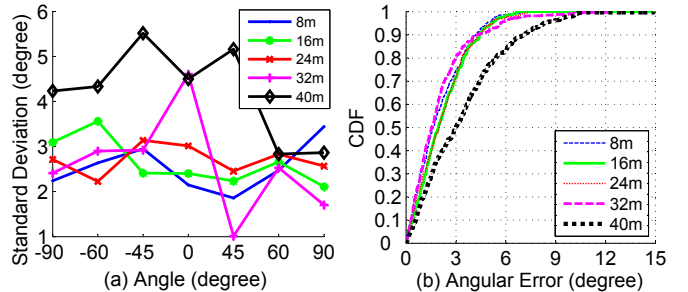 Standard Deviation (degree)
6
5
4
3
2
1
-90 -60 -45 0 45 60 90
8m
16m
24m
32m
40m
(a) Angle (degree)
CDF
1
0.9
0.8
0.7
0.6
0.5
0.4
0.3
0.2
0.1
0
0 3 6 9 12 15
8m
16m
24m
32m
40m
(b) Angular Error (degree)